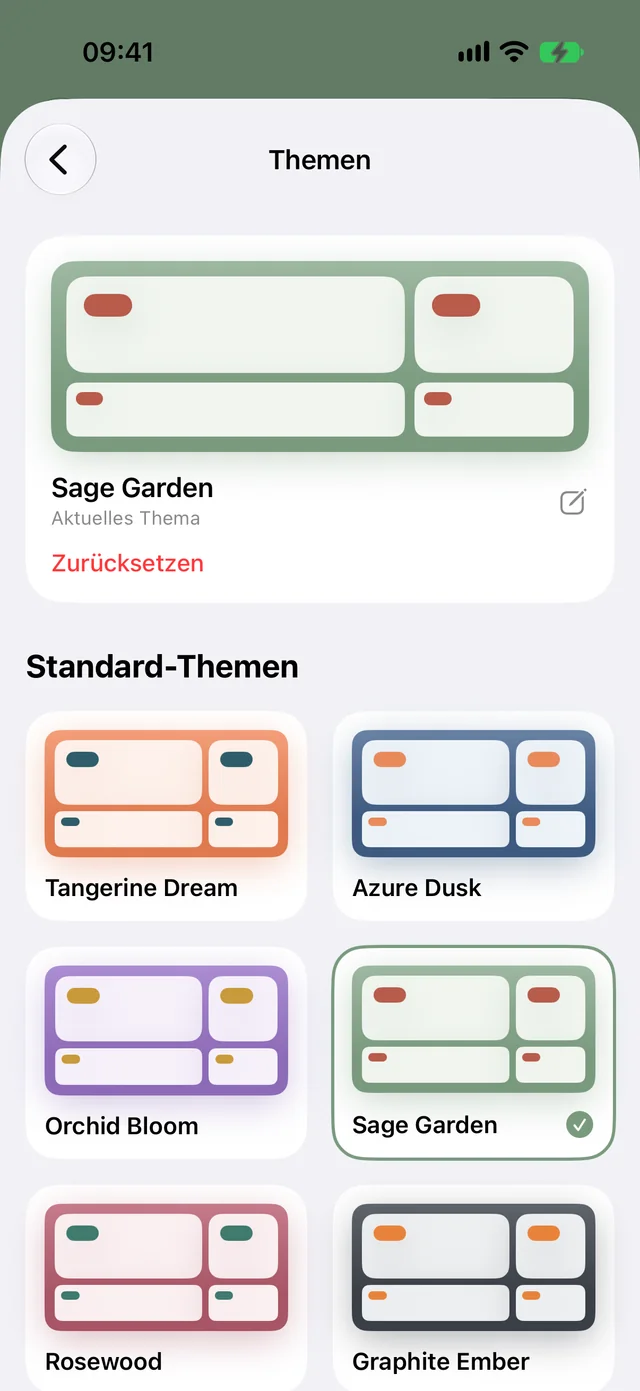 09:41
Themen
Sage Garden
Aktuelles Thema
Zurücksetzen
Standard-Themen
Tangerine Dream
Azure Dusk
Orchid Bloom
Sage Garden
Rosewood
Graphite Ember